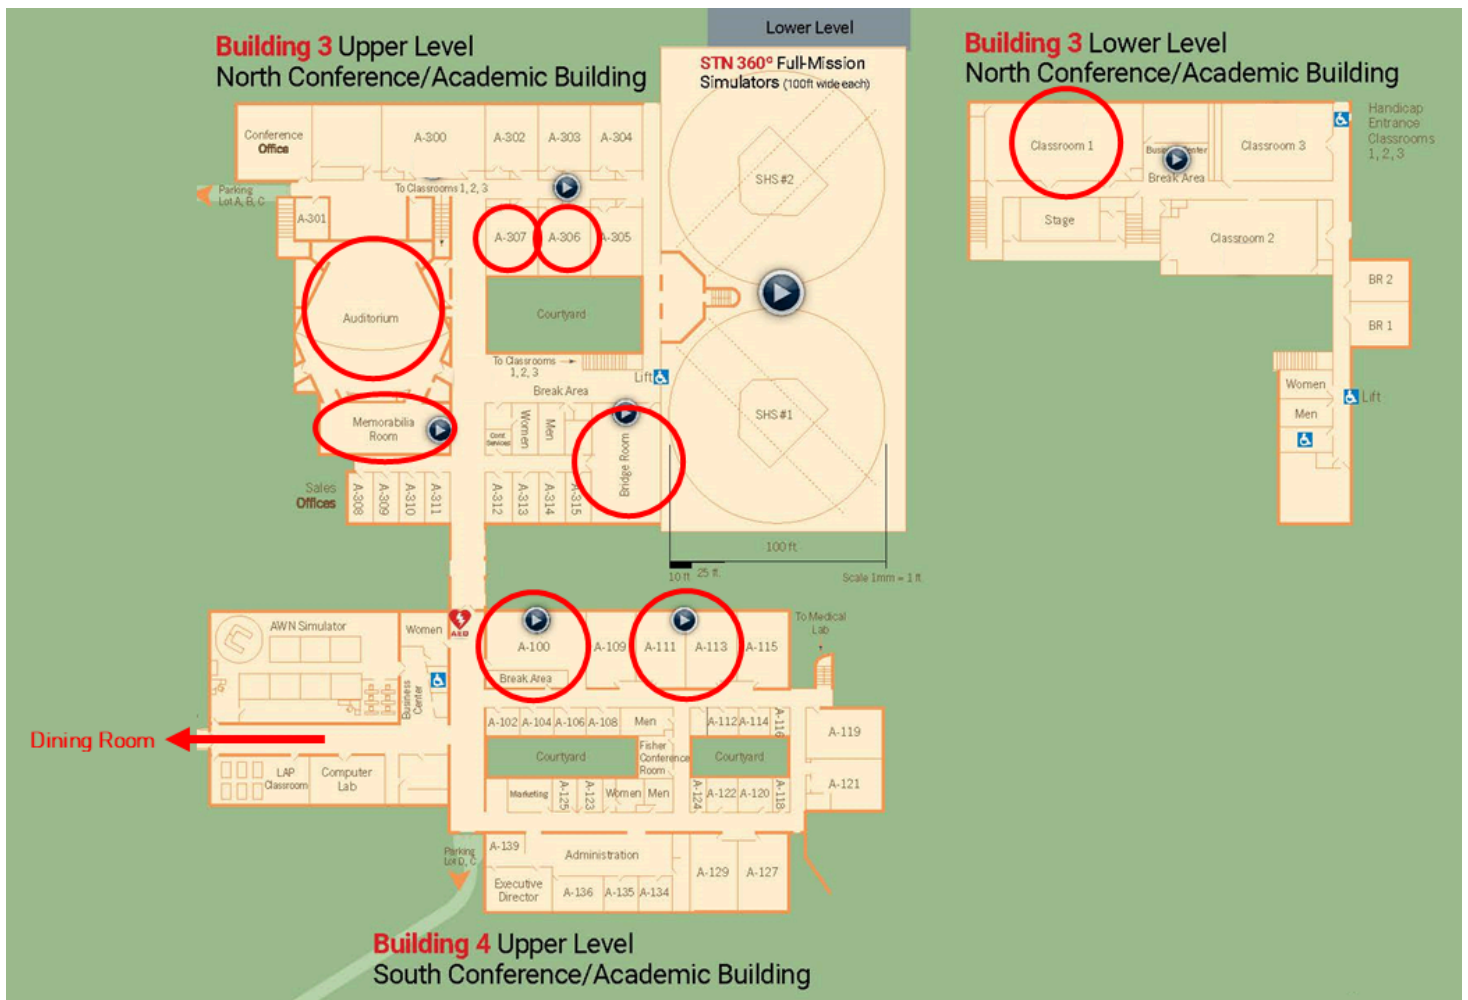 Lower Level
Building 3 Upper Level
North Conference/Academic Building
STN 360º Full-Mission
Simulators (100ft wide each)
Building 3 Lower Level
North Conference/Academic Building
Conference
Office
A-300
A-302
A-303
A-304
Parking
Lot A, B, C
To Classrooms 1, 2, 3
A-301
A-307
A-306
A-305
SHS #2
Auditorium
Courtyard
To Classrooms
1, 2, 3
Lift
Break Area
Memorabilia
Room
Cont
Services
Women
Men
Bridge Room
SHS #1
Sales
Offices
A-308
A-309
A-310
A-311
A-312
A-313
A-314
A-315
100 ft
10 ft
25 ft.
Scale 1mm = 1 ft.
Classroom 1
Business Center
Break Area
Classroom 3
Handicap
Entrance
Classrooms
1, 2, 3
Stage
Classroom 2
BR 2
BR 1
Women
Men
Lift
AWN Simulator
Women
AED
A-100
Break Area
A-109
A-111
A-113
A-115
To Medical
Lab
Business
Center
A-102
A-104
A-106
A-108
Men
A-112
A-114
A-116
A-119
Dining Room
Courtyard
Fisher
Conference
Room
Courtyard
LAP
Classroom
Computer
Lab
Marketing
A-125
A-123
Women
Men
A-124
A-122
A-120
A-118
A-121
Parking
Lot D, C
A-139
Administration
Executive
Director
A-136
A-135
A-134
A-129
A-127
Building 4 Upper Level
South Conference/Academic Building